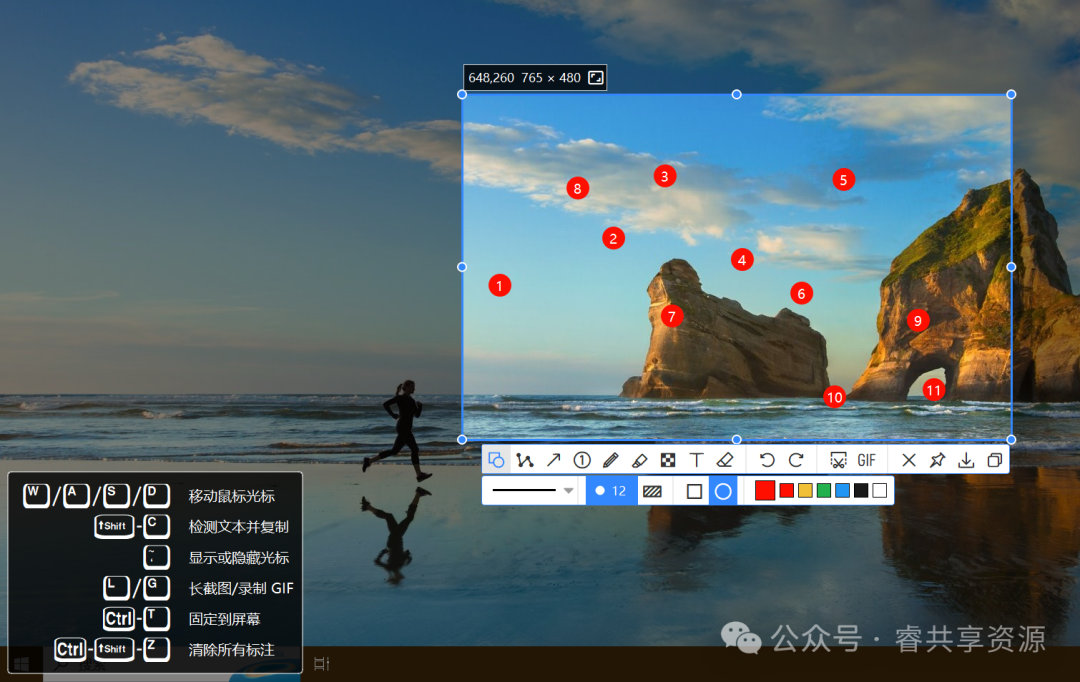 648,260 765 × 480
3
5
8
2
4
1
6
7
9
11
10
1 T GIF
12
W/A/S/D 移动鼠标光标
⇑Shift-C 检测文本并复制
~ 显示或隐藏光标
L/G 长截图/录制 GIF
Ctrl-T 固定到屏幕
Ctrl-⇑Shift-Z 清除所有标注
公众号 · 睿共享资源